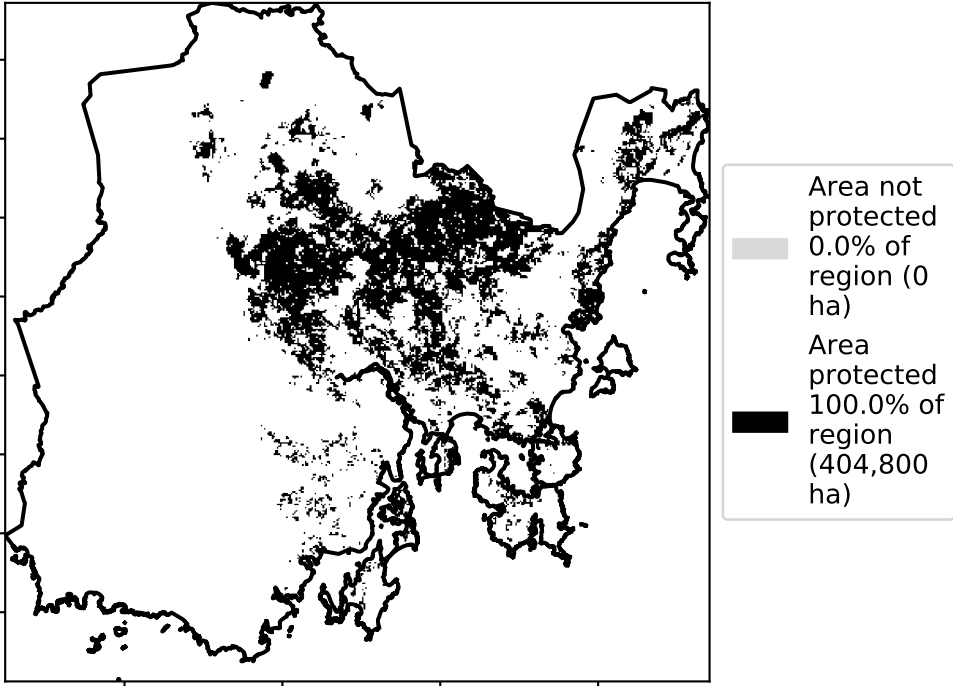 Area not
protected
0.0% of
region (0
ha)
Area
protected
100.0% of
region
(404,800
ha)